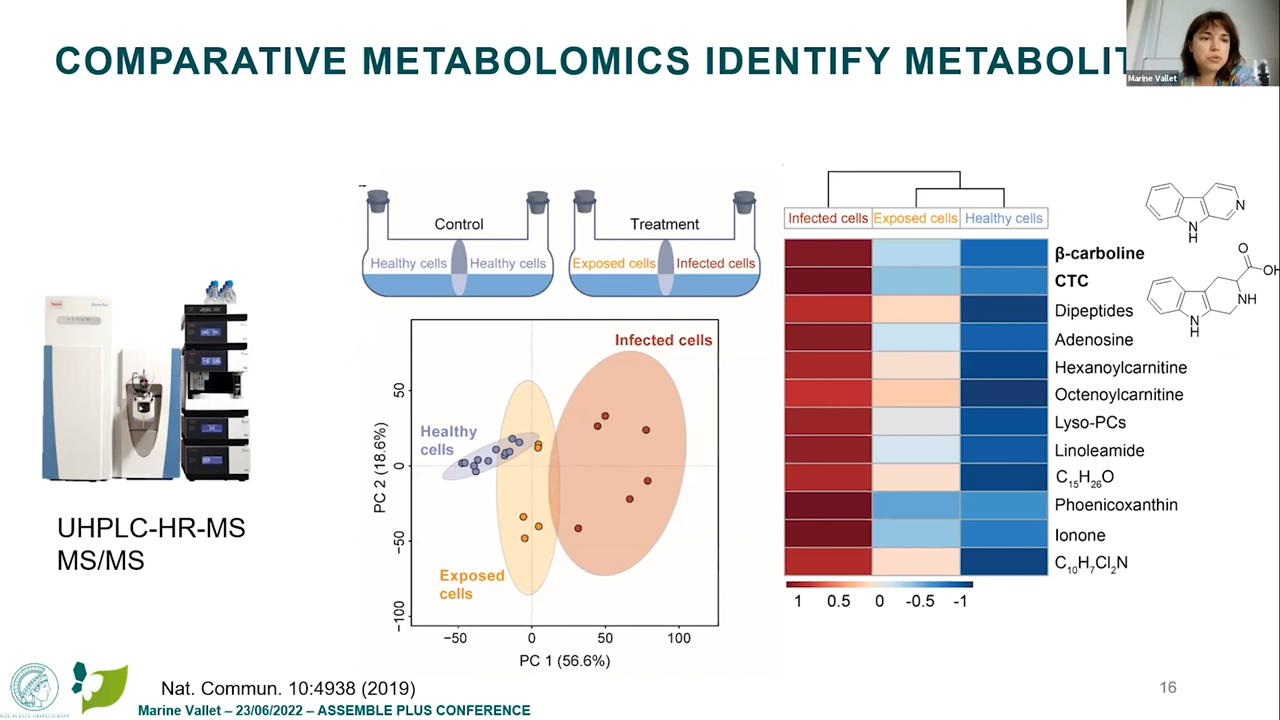 COMPARATIVE METABOLOMICS IDENTIFY METABOLIT
Marine Vallet
Control
Treatment
Healthy cells
Healthy cells
Exposed cells
Infected cells
Infected cells
Exposed cells
Healthy cells
β-carboline
CTC
Dipeptides
Adenosine
Hexanoylcarnitine
Octenoylcarnitine
Lyso-PCs
Linoleamide
C₁₅H₂₆O
Phoenicoxanthin
Ionone
C₁₀H₇Cl₂N
1 0.5 0 -0.5 -1
N
N
H
O
OH
NH
N
H
Infected cells
Healthy
cells
Exposed
cells
PC 2 (18.6%)
50
0
−50
−100
−50 0 50 100
PC 1 (56.6%)
UHPLC-HR-MS
MS/MS
Nat. Commun. 10:4938 (2019)
Marine Vallet – 23/06/2022 – ASSEMBLE PLUS CONFERENCE
16